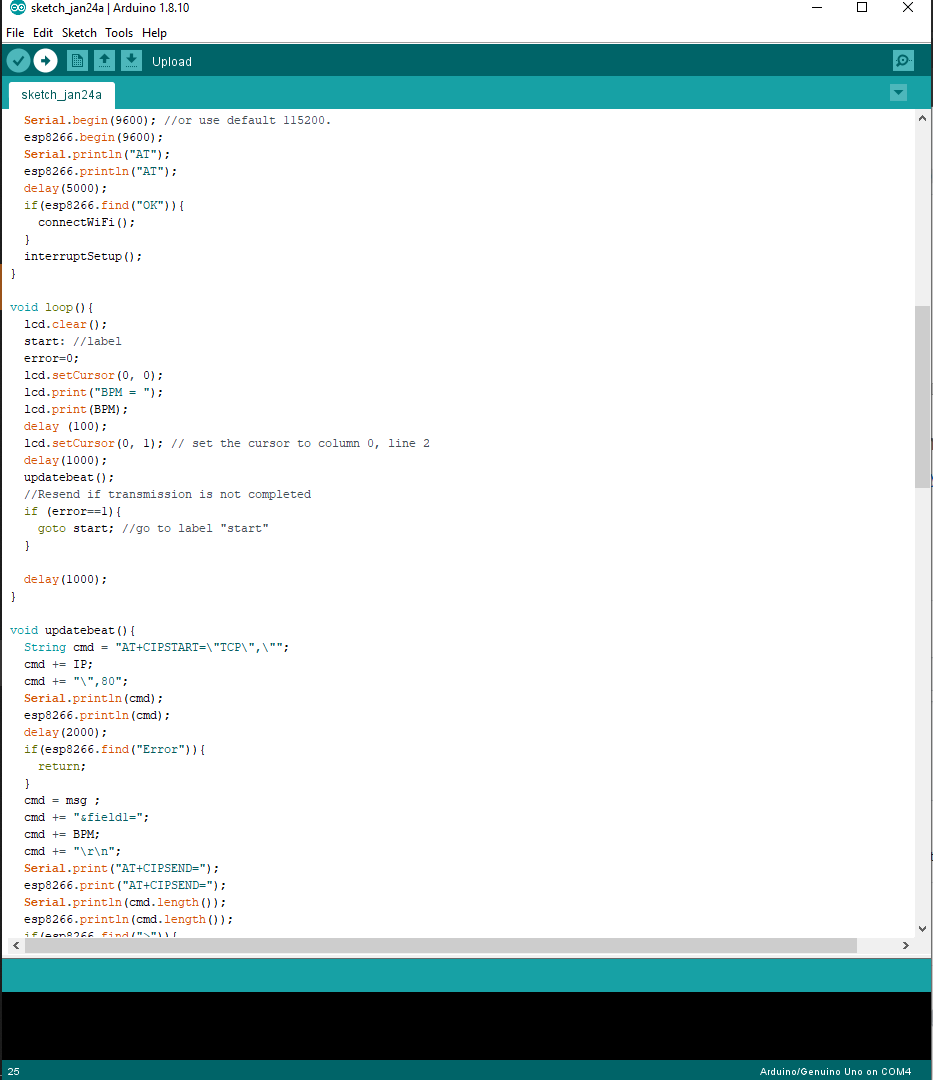 sketch_jan24a | Arduino 1.8.10
File Edit Sketch Tools Help
Upload
sketch_jan24a
Serial.begin(9600); //or use default 115200.
esp8266.begin(9600);
Serial.println("AT");
esp8266.println("AT");
delay(5000);
if(esp8266.find("OK")){
connectWiFi();
}
interruptSetup();
}
void loop(){
lcd.clear();
start: //label
error=0;
lcd.setCursor(0, 0);
lcd.print("BPM = ");
lcd.print(BPM);
delay (100);
lcd.setCursor(0, 1); // set the cursor to column 0, line 2
delay(1000);
updatebeat();
//Resend if transmission is not completed
if (error==1){
goto start; //go to label "start"
}
delay(1000);
}
void updatebeat(){
String cmd = "AT+CIPSTART=\"TCP\",\"";
cmd += IP;
cmd += "\",80";
Serial.println(cmd);
esp8266.println(cmd);
delay(2000);
if(esp8266.find("Error")){
return;
}
cmd = msg ;
cmd += "&field1=";
cmd += BPM;
cmd += "\r\n";
Serial.print("AT+CIPSEND=");
esp8266.print("AT+CIPSEND=");
Serial.println(cmd.length());
esp8266.println(cmd.length());
if(esp8266.find(">")){
25
Arduino/Genuino Uno on COM4